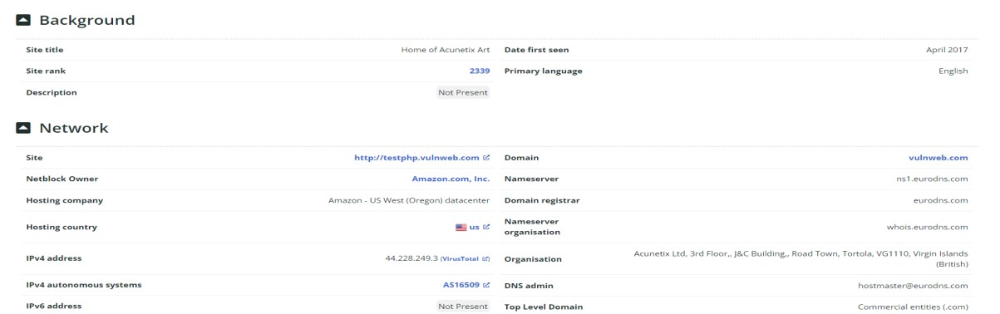 Background
Site title Home of Acunetix Art Date first seen April 2017
Site rank 2339 Primary language English
Description Not Present
Network
Site http://testphp.vulnweb.com Domain vulnweb.com
Netblock Owner Amazon.com, Inc. Nameserver ns1.eurodns.com
Hosting company Amazon - US West (Oregon) datacenter Domain registrar eurodns.com
Hosting country us Nameserver organisation whois.eurodns.com
IPv4 address 44.228.249.3 (VirusTotal) Organisation Acunetix Ltd, 3rd Floor,, J&C Building,, Road Town, Tortola, VG1110, Virgin Islands
(British)
IPv4 autonomous systems AS16509 DNS admin hostmaster@eurodns.com
IPv6 address Not Present Top Level Domain Commercial entities (.com)